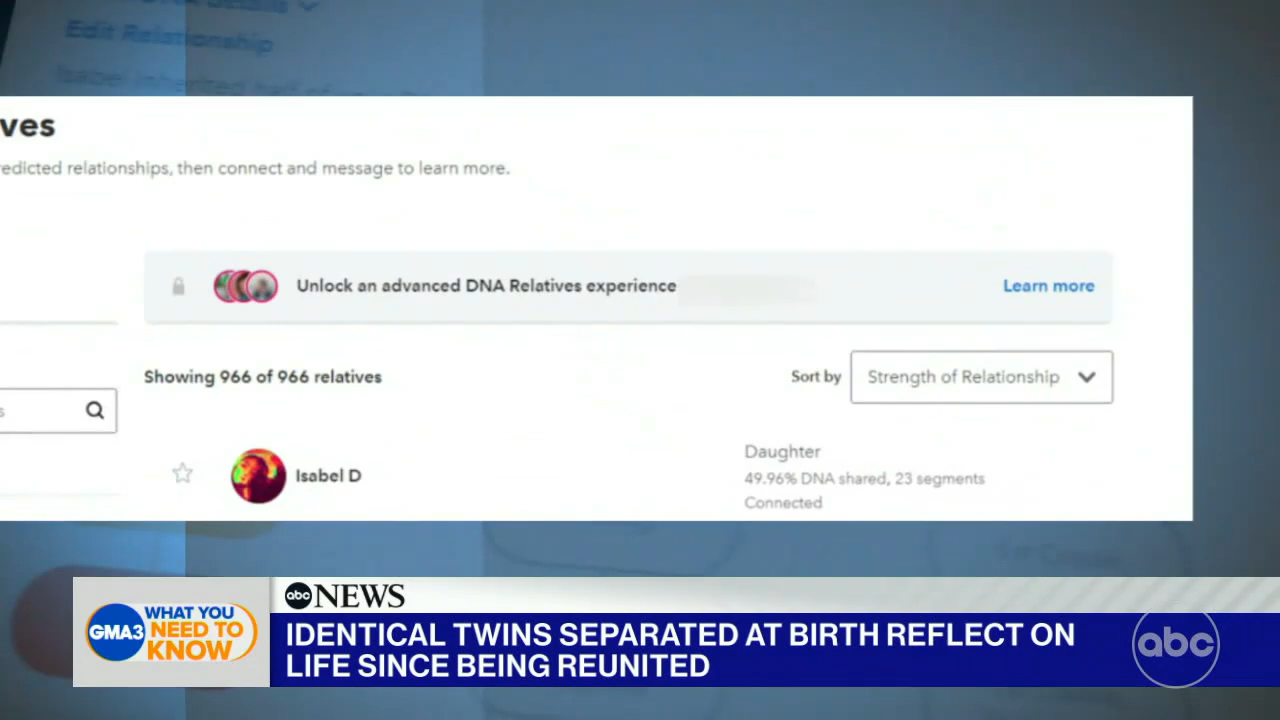 Edit Relationship
ves
redicted relationships, then connect and message to learn more.
Unlock an advanced DNA Relatives experience
Learn more
Showing 966 of 966 relatives
Sort by
Strength of Relationship
s
Isabel D
Daughter
49.96% DNA shared, 23 segments
Connected
abc NEWS
GMA3
WHAT YOU
NEED TO
KNOW
IDENTICAL TWINS SEPARATED AT BIRTH REFLECT ON
LIFE SINCE BEING REUNITED
abc